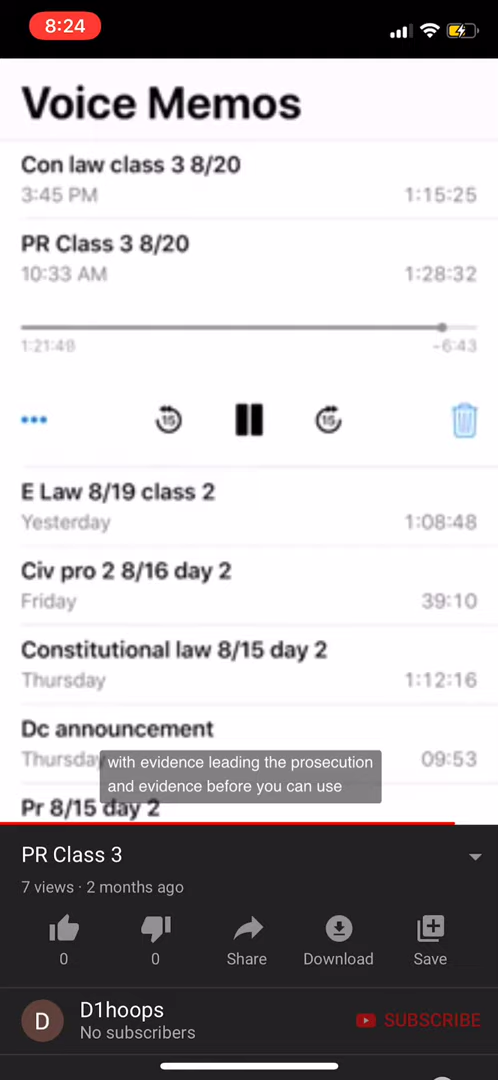 8:24
Voice Memos
Con law class 3 8/20
3:45 PM 1:15:25
PR Class 3 8/20
10:33 AM 1:28:32
1:21:49 -6:43
15 15
E Law 8/19 class 2
Yesterday 1:08:48
Civ pro 2 8/16 day 2
Friday 39:10
Constitutional law 8/15 day 2
Thursday 1:12:16
Dc announcement
Thursday 09:53
with evidence leading the prosecution
and evidence before you can use
Pr 8/15 day 2
PR Class 3
7 views · 2 months ago
0 0 Share Download Save
D D1hoops
No subscribers
SUBSCRIBE